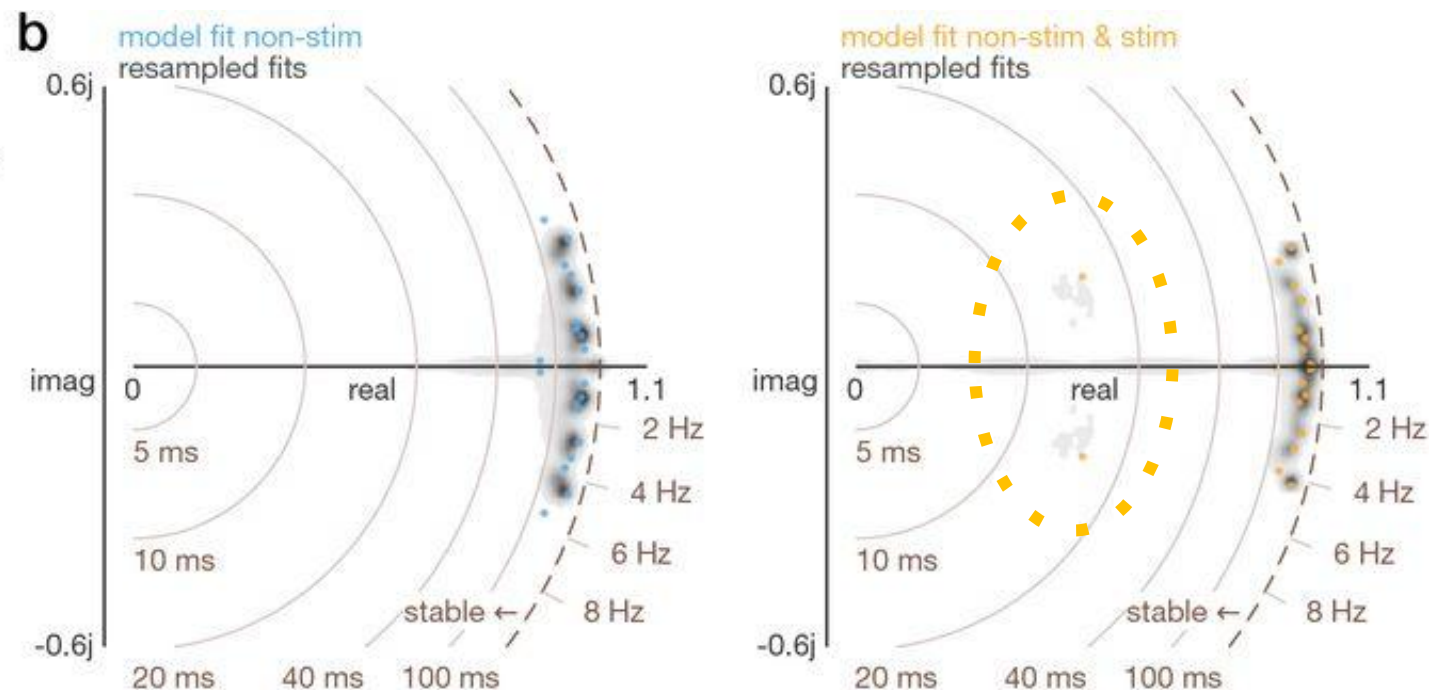 b
model fit non-stim
resampled fits
0.6j
imag
0
real
1.1
2 Hz
5 ms
4 Hz
6 Hz
10 ms
stable ←
8 Hz
-0.6j
20 ms
40 ms
100 ms
model fit non-stim & stim
resampled fits
0.6j
imag
0
real
1.1
2 Hz
5 ms
4 Hz
6 Hz
10 ms
stable ←
8 Hz
-0.6j
20 ms
40 ms
100 ms